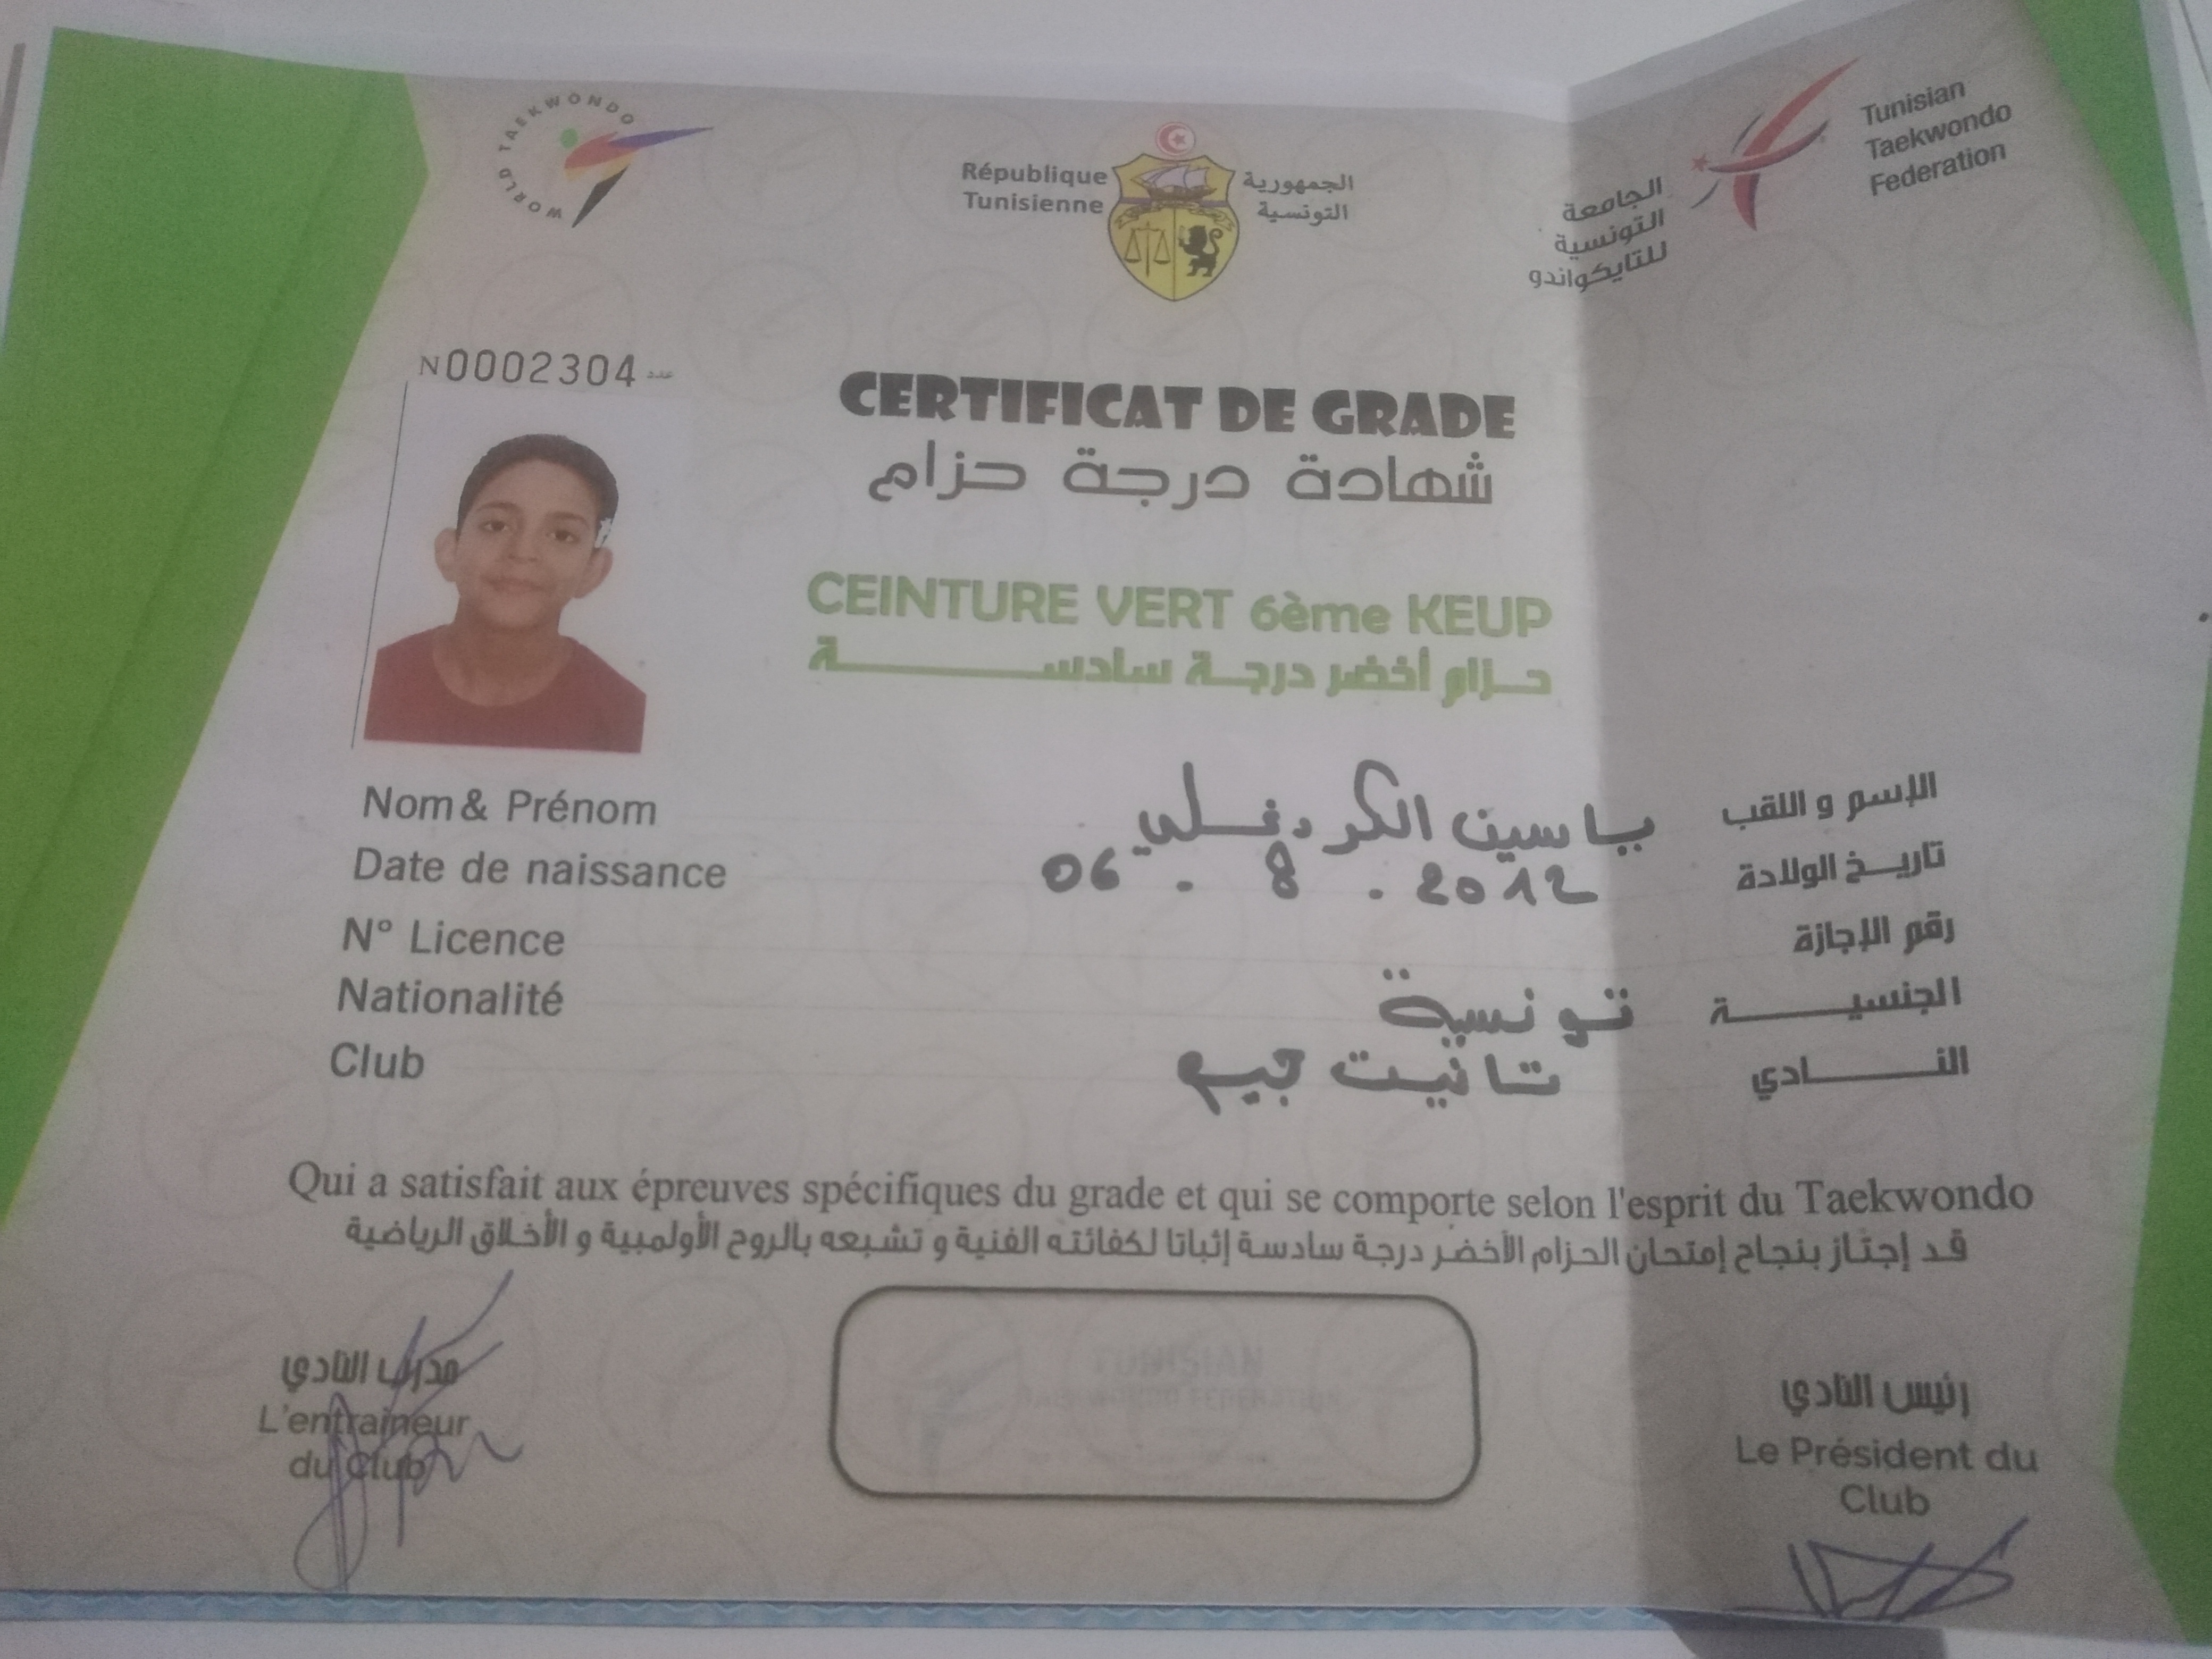 WORLD TAEKWONDO
République
Tunisienne
الجمهورية
التونسية
الجامعة
التونسية
للتايكواندو
Tunisian
Taekwondo
Federation
N0002304 عدد
CERTIFICAT DE GRADE
شهادة درجة حزام
CEINTURE VERT 6ème KEUP
حزام أخضر درجة سادسة
Nom & Prénom ياسين الكردغلي الإسم و اللقب
Date de naissance 06 . 8 . 2012 تاريخ الولادة
N° Licence رقم الإجازة
Nationalité تونسية الجنسية
Club تانيت جيم النادي
Qui a satisfait aux épreuves spécifiques du grade et qui se comporte selon l'esprit du Taekwondo
قد إجتاز بنجاح إمتحان الحزام الأخضر درجة سادسة إثباتا لكفائته الفنية و تشبعه بالروح الأولمبية و الأخلاق الرياضية
مدرب النادي
L'entraineur
du Club
TUNISIAN
TAEKWONDO FEDERATION
رئيس النادي
Le Président du
Club